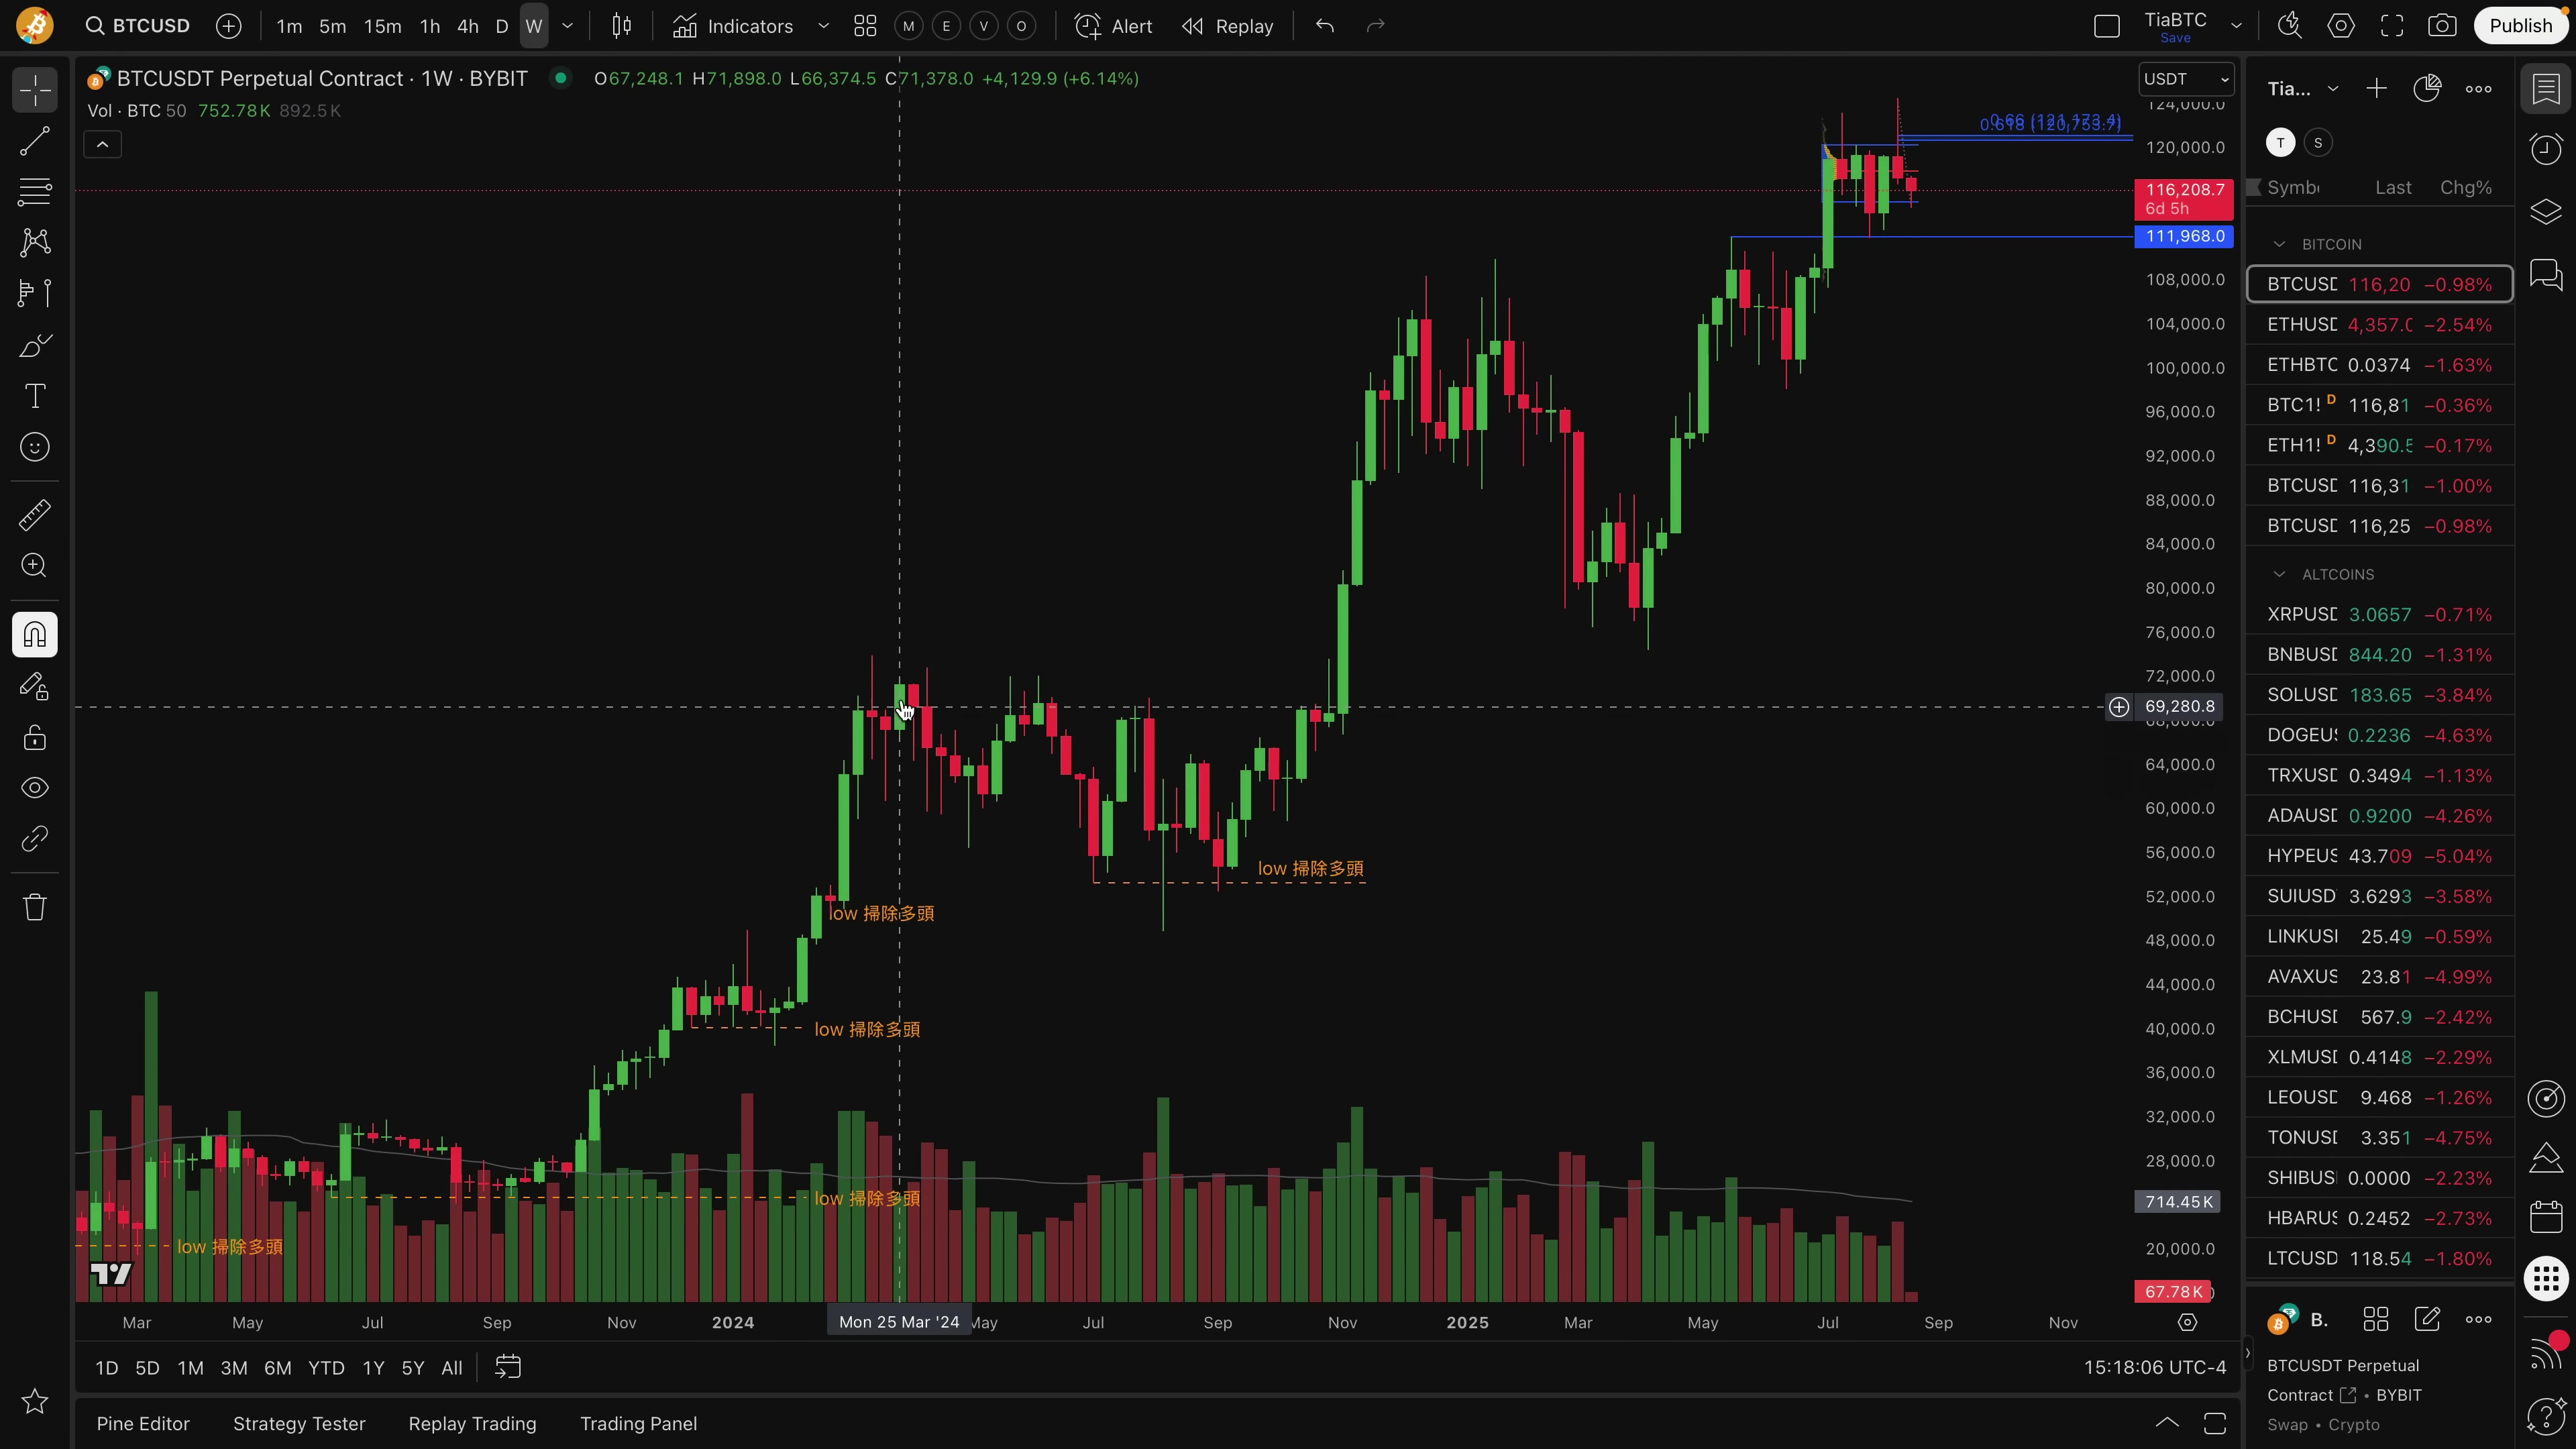 BTCUSD
1m 5m 15m 1h 4h D W
Indicators
M E V O
Alert
Replay
TiaBTC
Save
Publish
BTCUSDT Perpetual Contract · 1W · BYBIT
O67,248.1 H71,898.0 L66,374.5 C71,378.0 +4,129.9 (+6.14%)
Vol · BTC 50 752.78K 892.5K
USDT
124,000.0
0.618 (120,753.7)
120,000.0
116,208.7
6d 5h
111,968.0
108,000.0
104,000.0
100,000.0
96,000.0
92,000.0
88,000.0
84,000.0
80,000.0
76,000.0
72,000.0
69,280.8
64,000.0
60,000.0
56,000.0
52,000.0
48,000.0
44,000.0
40,000.0
36,000.0
32,000.0
28,000.0
714.45K
20,000.0
67.78K
low 掃除多頭
low 掃除多頭
low 掃除多頭
low 掃除多頭
low 掃除多頭
Mar May Jul Sep Nov 2024 Mon 25 Mar '24 May Jul Sep Nov 2025 Mar May Jul Sep Nov
1D 5D 1M 3M 6M YTD 1Y 5Y All
15:18:06 UTC-4
Pine Editor Strategy Tester Replay Trading Trading Panel
Tia...
T S
Symb Last Chg%
BITCOIN
BTCUSD 116,20 −0.98%
ETHUSD 4,357.0 −2.54%
ETHBTC 0.0374 −1.63%
BTC1! D 116,81 −0.36%
ETH1! D 4,390.5 −0.17%
BTCUSD 116,31 −1.00%
BTCUSD 116,25 −0.98%
ALTCOINS
XRPUSD 3.0657 −0.71%
BNBUSD 844.20 −1.31%
SOLUSD 183.65 −3.84%
DOGEUS 0.2236 −4.63%
TRXUSD 0.3494 −1.13%
ADAUSD 0.9200 −4.26%
HYPEUS 43.709 −5.04%
SUIUSD 3.6293 −3.58%
LINKUS 25.49 −0.59%
AVAXUS 23.81 −4.99%
BCHUSD 567.9 −2.42%
XLMUSD 0.4148 −2.29%
LEOUSD 9.468 −1.26%
TONUSD 3.351 −4.75%
SHIBUS 0.0000 −2.23%
HBARUS 0.2452 −2.73%
LTCUSD 118.54 −1.80%
B.
BTCUSDT Perpetual
Contract • BYBIT
Swap • Crypto